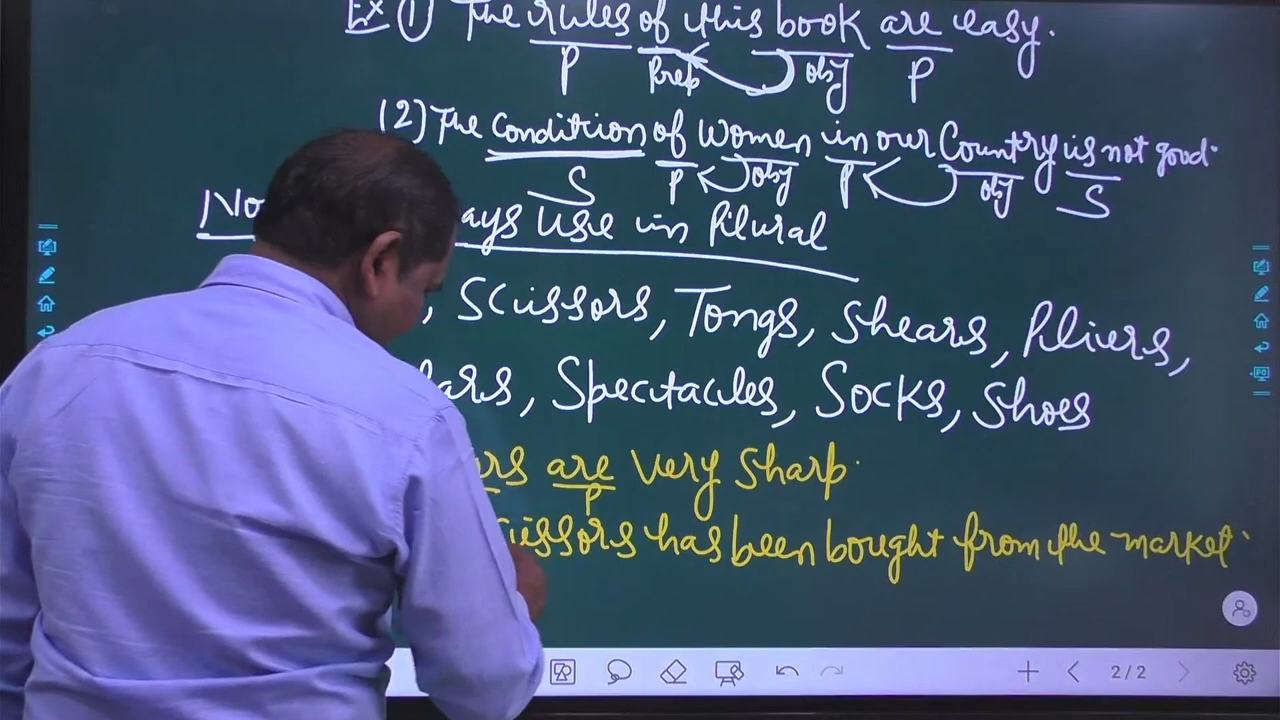 Ex (1) The rules of this book are easy.
P Prep obj P
(2) The Condition of Women in our Country is not good.
S P obj P obj S
use in Plural
Scissors, Tongs, Shears, Pliers,
Spectacles, Socks, Shoes
are very sharp.
P
has been bought from the market.
2/2